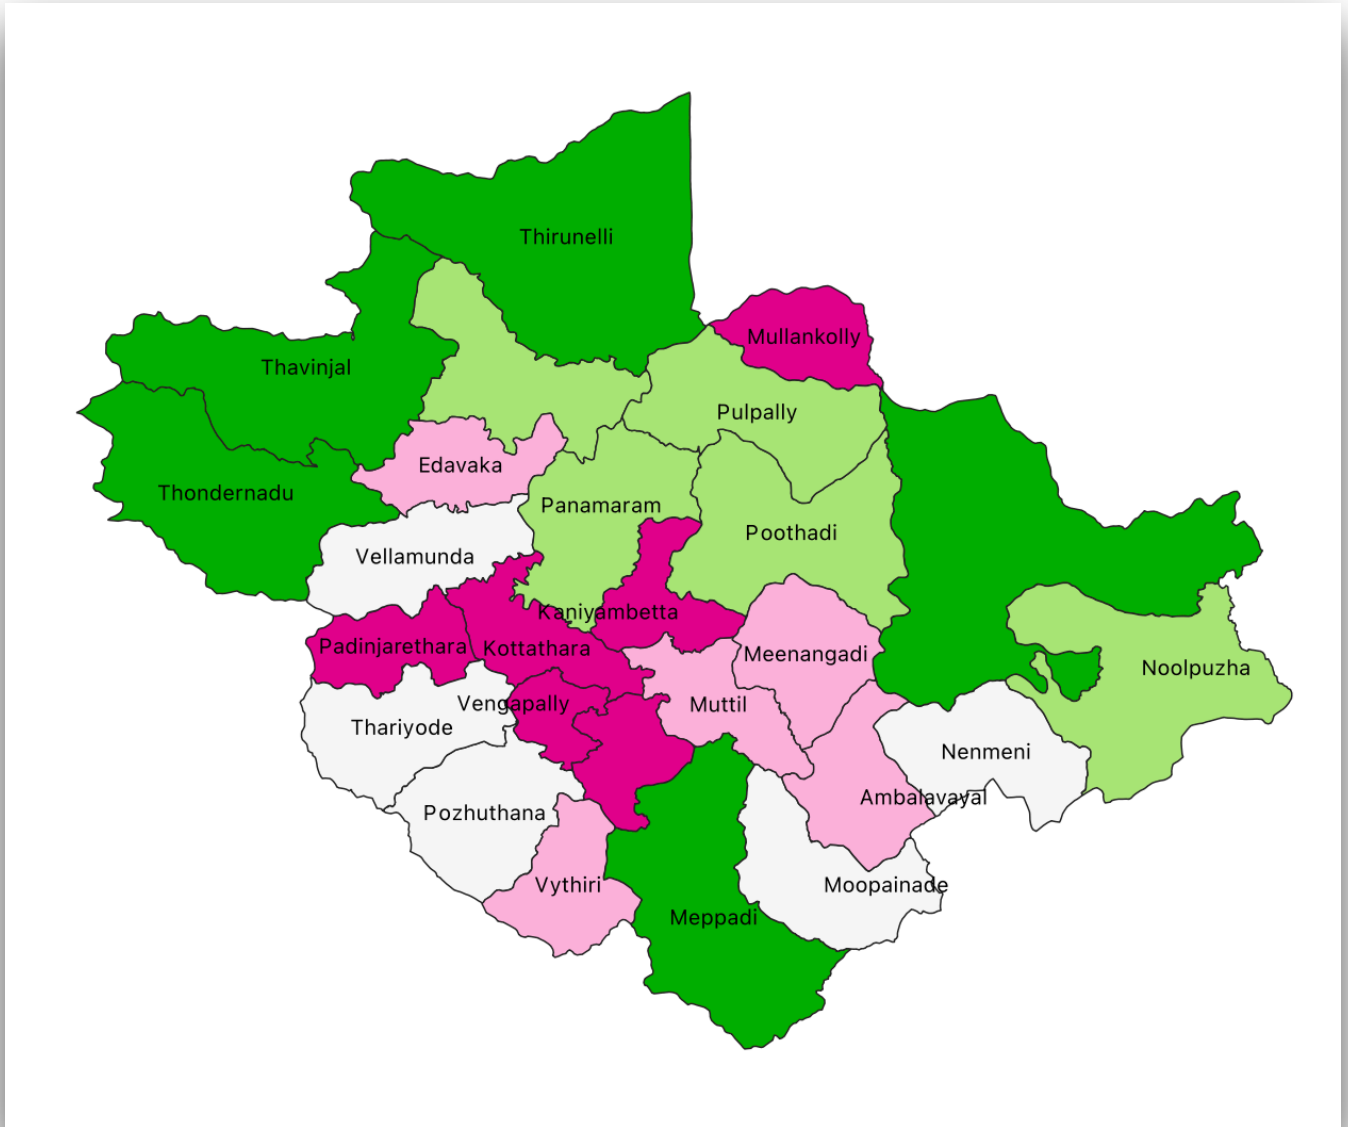 Thirunelli
Mullankolly
Thavinjal
Pulpally
Edavaka
Thondernadu
Panamaram
Poothadi
Vellamunda
Kaniyambetta
Padinjarethara
Kottathara
Meenangadi
Noolpuzha
Vengapally
Muttil
Thariyode
Nenmeni
Ambalavayal
Pozhuthana
Vythiri
Moopainade
Meppadi